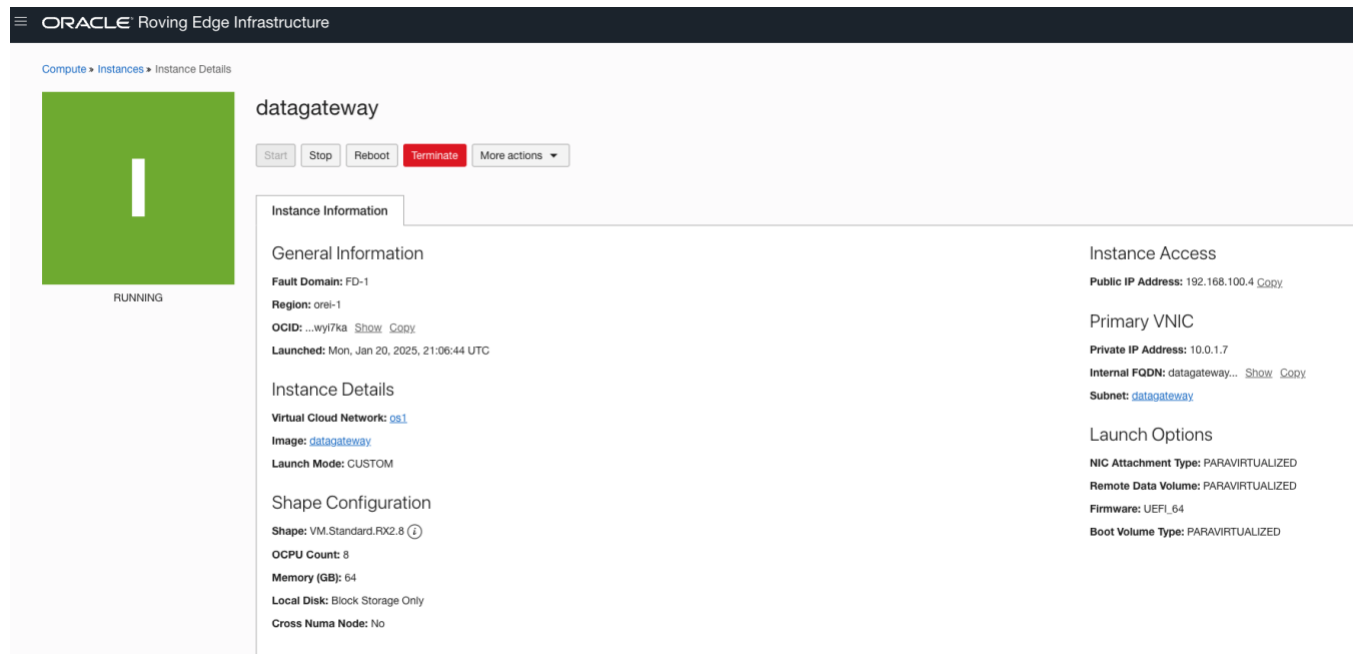 ORACLE Roving Edge Infrastructure
Compute » Instances » Instance Details
I
RUNNING
datagateway
Start Stop Reboot Terminate More actions
Instance Information
General Information
Fault Domain: FD-1
Region: orei-1
OCID: ...wyl7ka Show Copy
Launched: Mon, Jan 20, 2025, 21:06:44 UTC
Instance Details
Virtual Cloud Network: os1
Image: datagateway
Launch Mode: CUSTOM
Shape Configuration
Shape: VM.Standard.RX2.8 i
OCPU Count: 8
Memory (GB): 64
Local Disk: Block Storage Only
Cross Numa Node: No
Instance Access
Public IP Address: 192.168.100.4 Copy
Primary VNIC
Private IP Address: 10.0.1.7
Internal FQDN: datagateway... Show Copy
Subnet: datagateway
Launch Options
NIC Attachment Type: PARAVIRTUALIZED
Remote Data Volume: PARAVIRTUALIZED
Firmware: UEFI_64
Boot Volume Type: PARAVIRTUALIZED